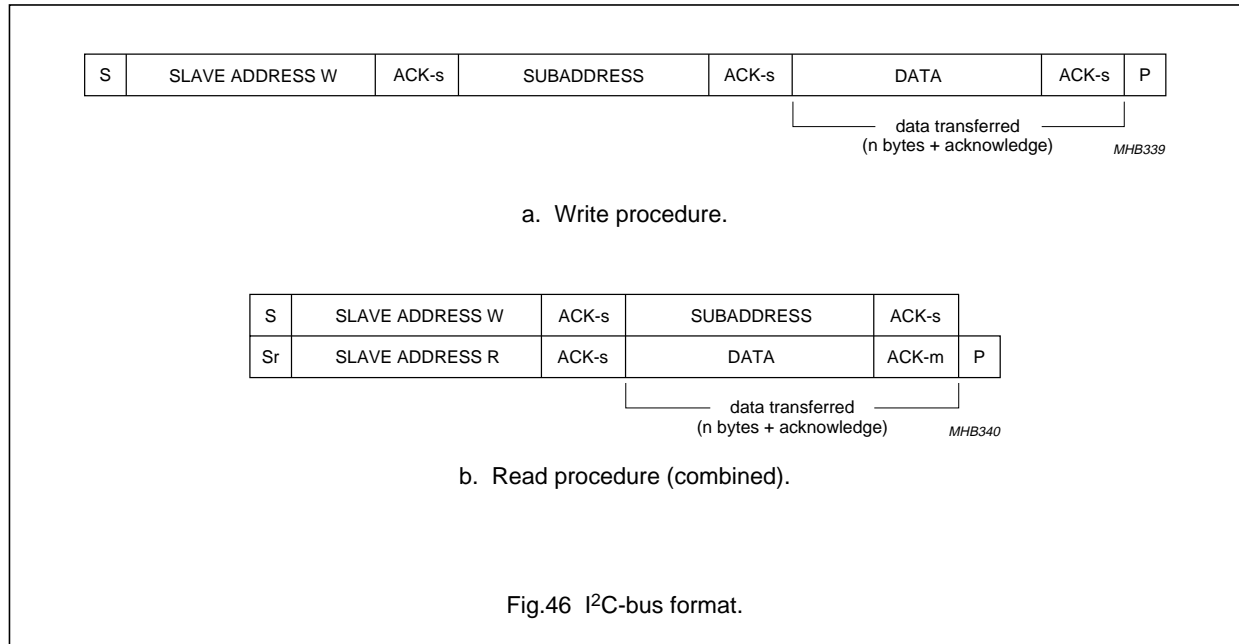 S SLAVE ADDRESS W ACK-s SUBADDRESS ACK-s DATA ACK-s P
data transferred
(n bytes + acknowledge)
MHB339
a. Write procedure.
S SLAVE ADDRESS W ACK-s SUBADDRESS ACK-s
Sr SLAVE ADDRESS R ACK-s DATA ACK-m P
data transferred
(n bytes + acknowledge)
MHB340
b. Read procedure (combined).
Fig.46 I²C-bus format.